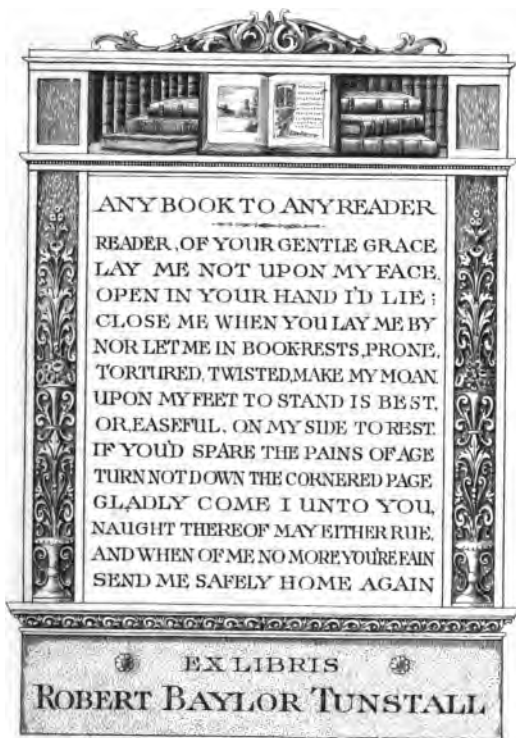 ANY BOOK TO ANY READER
READER, OF YOUR GENTLE GRACE
LAY ME NOT UPON MY FACE,
OPEN IN YOUR HAND I'D LIE;
CLOSE ME WHEN YOU LAY ME BY
NOR LET ME IN BOOK-RESTS, PRONE,
TORTURED, TWISTED, MAKE MY MOAN.
UPON MY FEET TO STAND IS BEST,
OR, EASEFUL, ON MY SIDE TO REST.
IF YOU'D SPARE THE PAINS OF AGE
TURN NOT DOWN THE CORNERED PAGE
GLADLY COME I UNTO YOU,
NAUGHT THEREOF MAY EITHER RUE,
AND WHEN OF ME NO MORE YOU'RE FAIN
SEND ME SAFELY HOME AGAIN
EX LIBRIS
ROBERT BAYLOR TUNSTALL